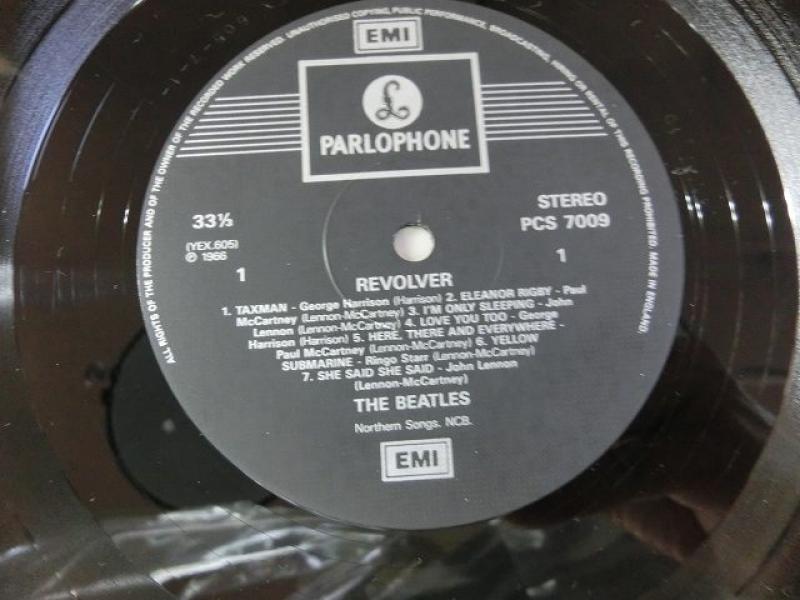 ALL RIGHTS OF THE PRODUCER AND OF THE OWNER OF THE RECORDED WORK RESERVED. UNAUTHORISED COPYING, PUBLIC PERFORMANCE, BROADCASTING, HIRING OR RENTAL OF THIS RECORDING PROHIBITED. MADE IN ENGLAND.
EMI
£
PARLOPHONE
33⅓
STEREO
PCS 7009
(YEX.605)
℗ 1966
1
1
REVOLVER
1. TAXMAN - George Harrison (Harrison) 2. ELEANOR RIGBY - Paul
McCartney (Lennon-McCartney) 3. I'M ONLY SLEEPING - John
Lennon (Lennon-McCartney) 4. LOVE YOU TOO - George
Harrison (Harrison) 5. HERE, THERE AND EVERYWHERE -
Paul McCartney (Lennon-McCartney) 6. YELLOW
SUBMARINE - Ringo Starr (Lennon-McCartney)
7. SHE SAID SHE SAID - John Lennon
(Lennon-McCartney)
THE BEATLES
Northern Songs. NCB.
EMI